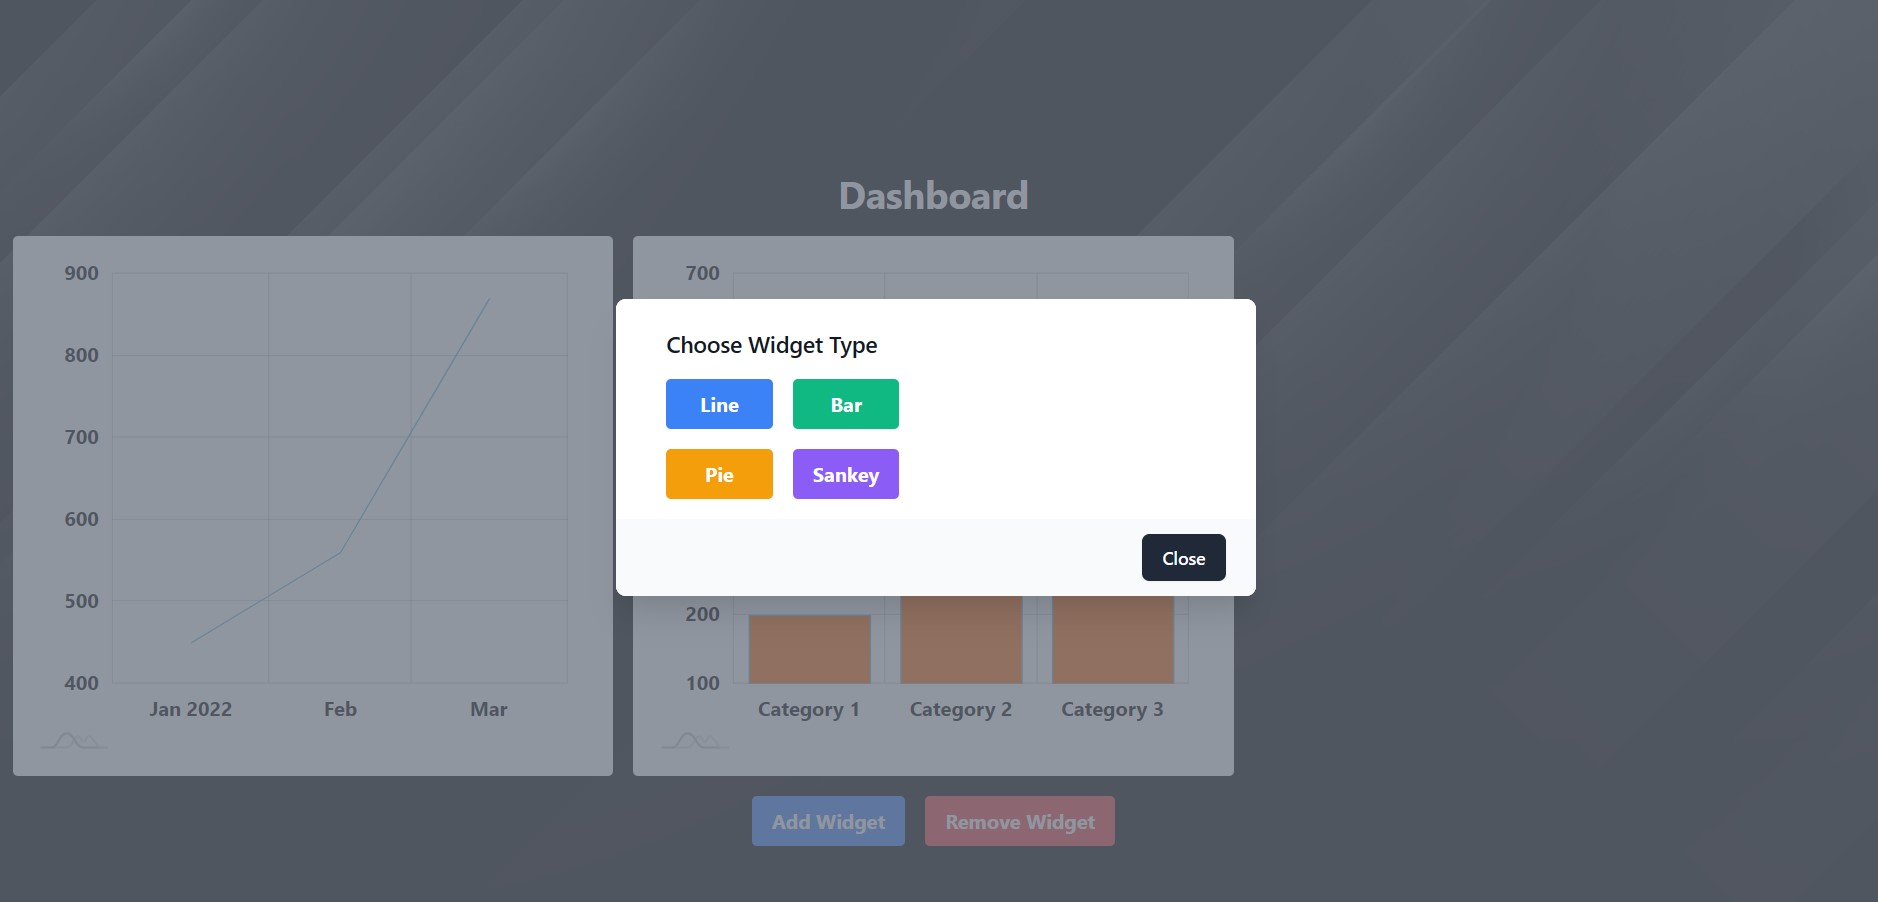 Dashboard
900
800
700
600
500
400
Jan 2022 Feb Mar
700
200
100
Category 1 Category 2 Category 3
Choose Widget Type
Line Bar
Pie Sankey
Close
Add Widget Remove Widget